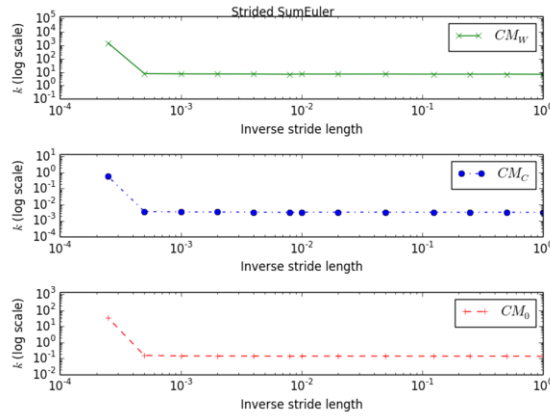 Strided SumEuler
k (log scale)
10^5
10^4
10^3
10^2
10^1
10^0
10^-1
CM_W
10^-4 10^-3 10^-2 10^-1 10^0
Inverse stride length
k (log scale)
10^1
10^0
10^-1
10^-2
10^-3
10^-4
CM_C
10^-4 10^-3 10^-2 10^-1 10^0
Inverse stride length
k (log scale)
10^3
10^2
10^1
10^0
10^-1
10^-2
CM_0
10^-4 10^-3 10^-2 10^-1 10^0
Inverse stride length